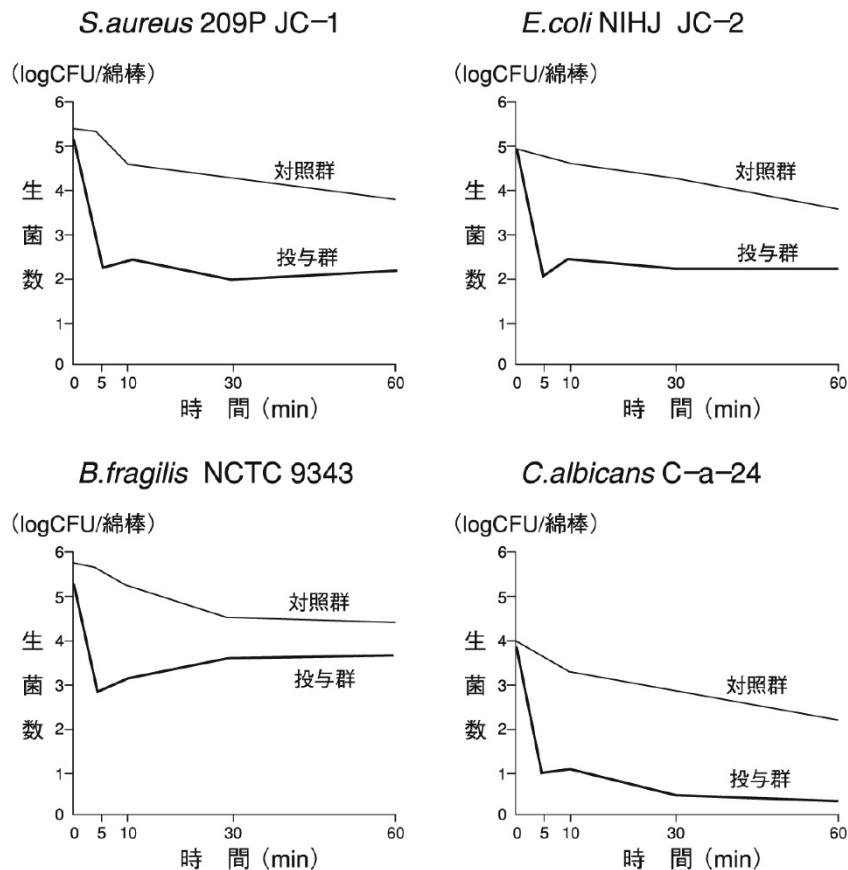 S.aureus 209P JC−1
(logCFU/綿棒)
6
5
4
3
2
1
0
生菌数
対照群
投与群
0 5 10 30 60
時 間 (min)
E.coli NIHJ JC−2
(logCFU/綿棒)
6
5
4
3
2
1
0
生菌数
対照群
投与群
0 5 10 30 60
時 間 (min)
B.fragilis NCTC 9343
(logCFU/綿棒)
6
5
4
3
2
1
0
生菌数
対照群
投与群
0 5 10 30 60
時 間 (min)
C.albicans C−a−24
(logCFU/綿棒)
6
5
4
3
2
1
0
生菌数
対照群
投与群
0 5 10 30 60
時 間 (min)